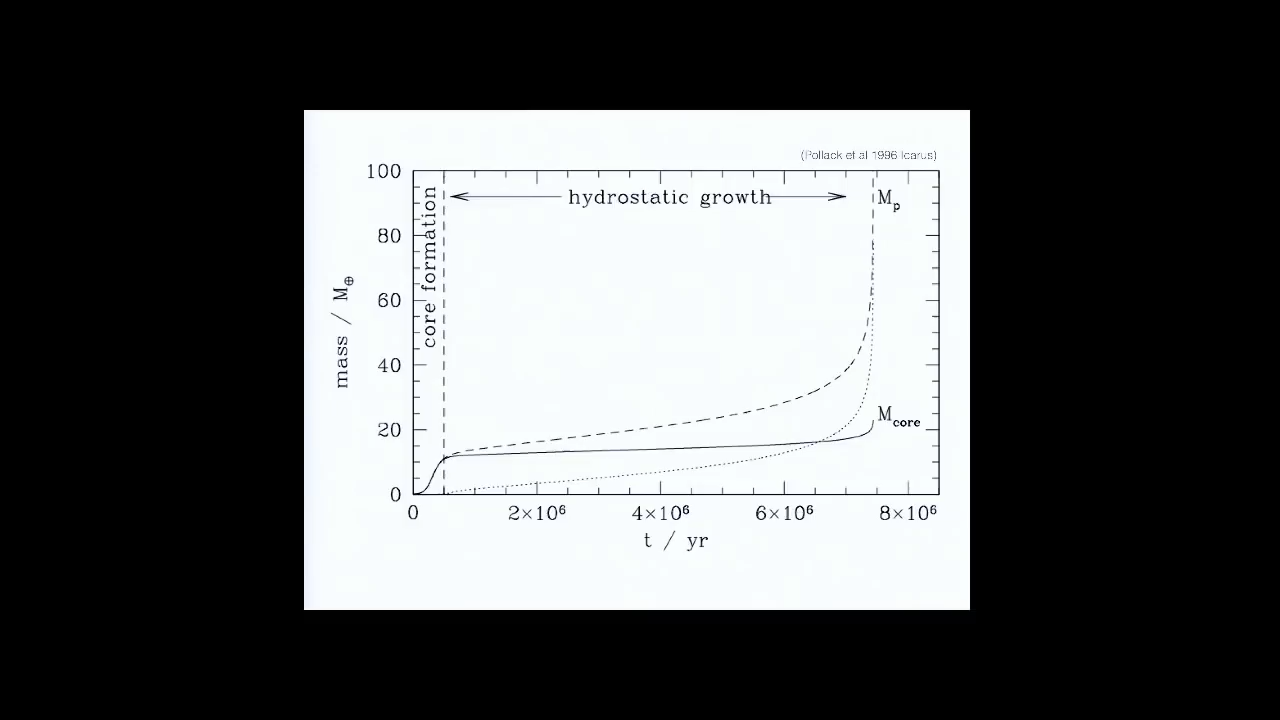 (Pollack et al 1996 Icarus)
100
80
60
40
20
0
mass / M⊕
core formation
hydrostatic growth
Mₚ
M_core
0
2×10⁶
4×10⁶
6×10⁶
8×10⁶
t / yr